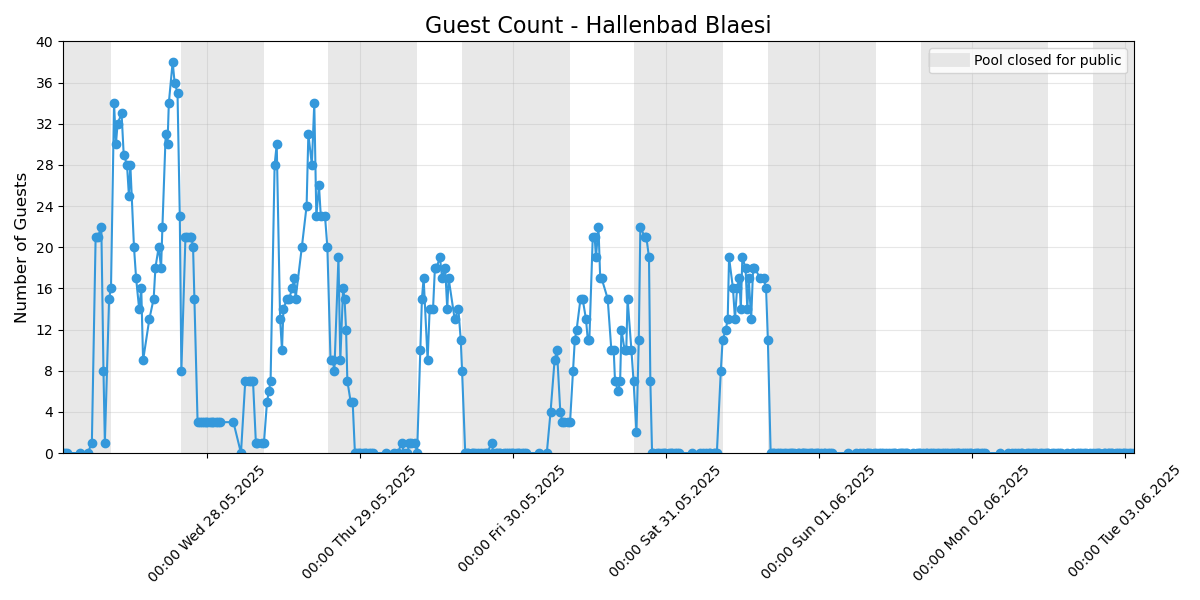 Guest Count - Hallenbad Blaesi
Pool closed for public
Number of Guests
40
36
32
28
24
20
16
12
8
4
0
00:00 Wed 28.05.2025
00:00 Thu 29.05.2025
00:00 Fri 30.05.2025
00:00 Sat 31.05.2025
00:00 Sun 01.06.2025
00:00 Mon 02.06.2025
00:00 Tue 03.06.2025